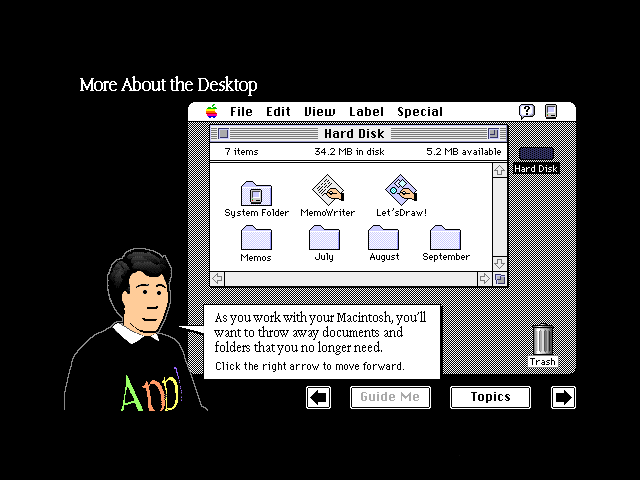 More About the Desktop
File Edit View Label Special
Hard Disk
7 items 34.2 MB in disk 5.2 MB available
Hard Disk
System Folder MemoWriter Let'sDraw!
Memos July August September
As you work with your Macintosh, you'll
want to throw away documents and
folders that you no longer need.
Click the right arrow to move forward.
Trash
Guide Me Topics